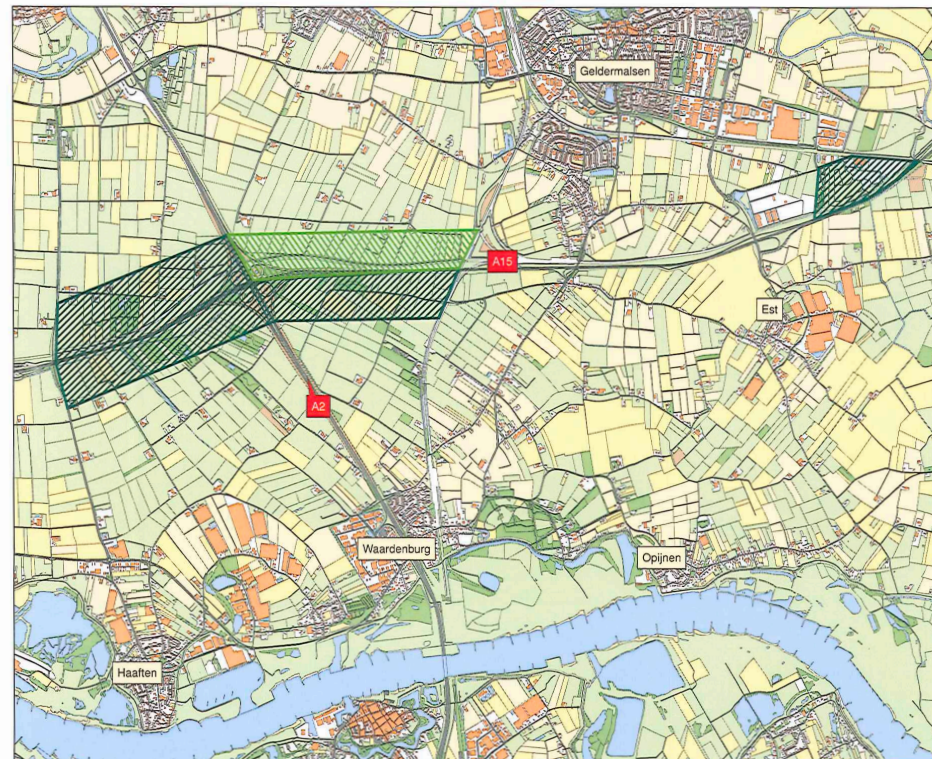 Geldermalsen
A15
Est
A2
Waardenburg
Opijnen
Haaften